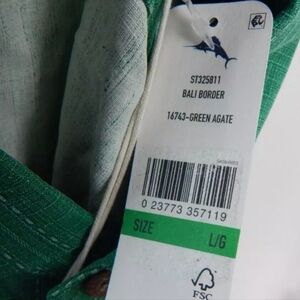 ST325811
BALI BORDER
16743-GREEN AGATE
0 23773 357119
SIZE L/G
FSC